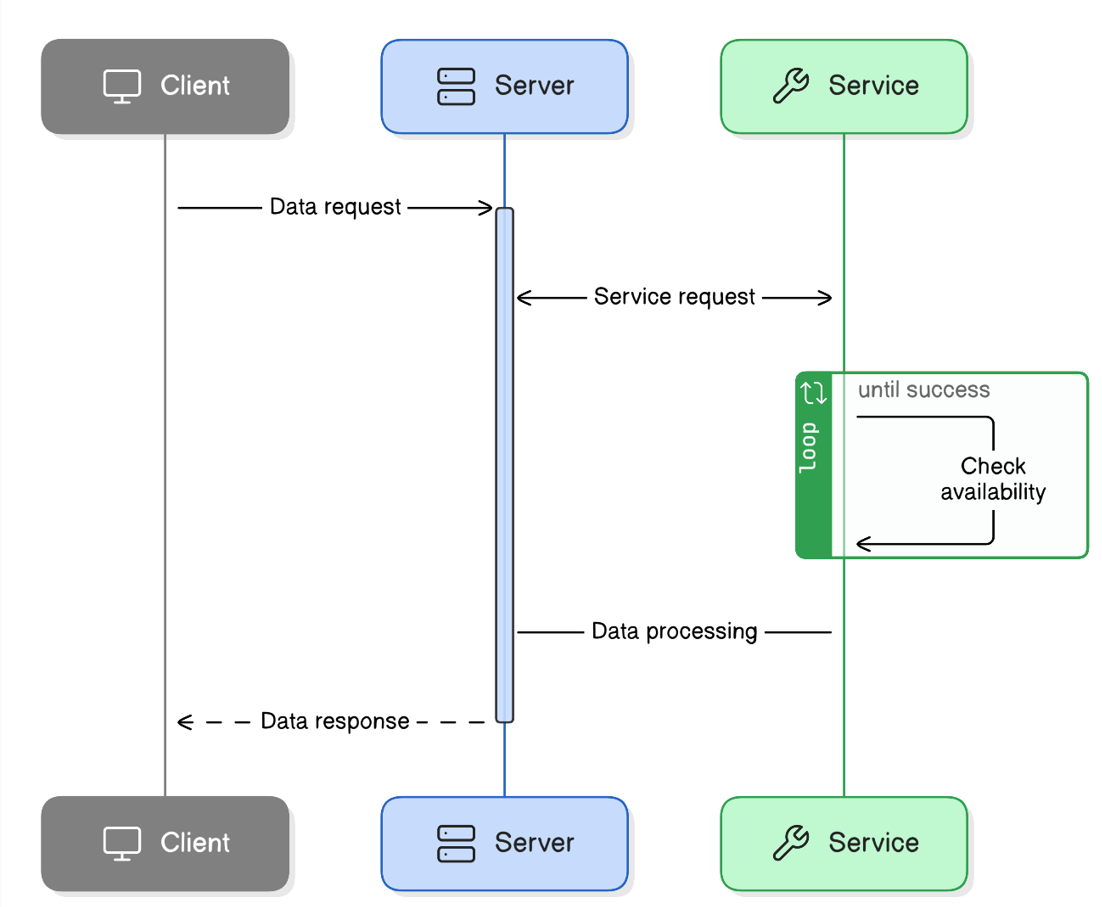 Client
Server
Service
Data request
Service request
loop
until success
Check
availability
Data processing
Data response
Client
Server
Service